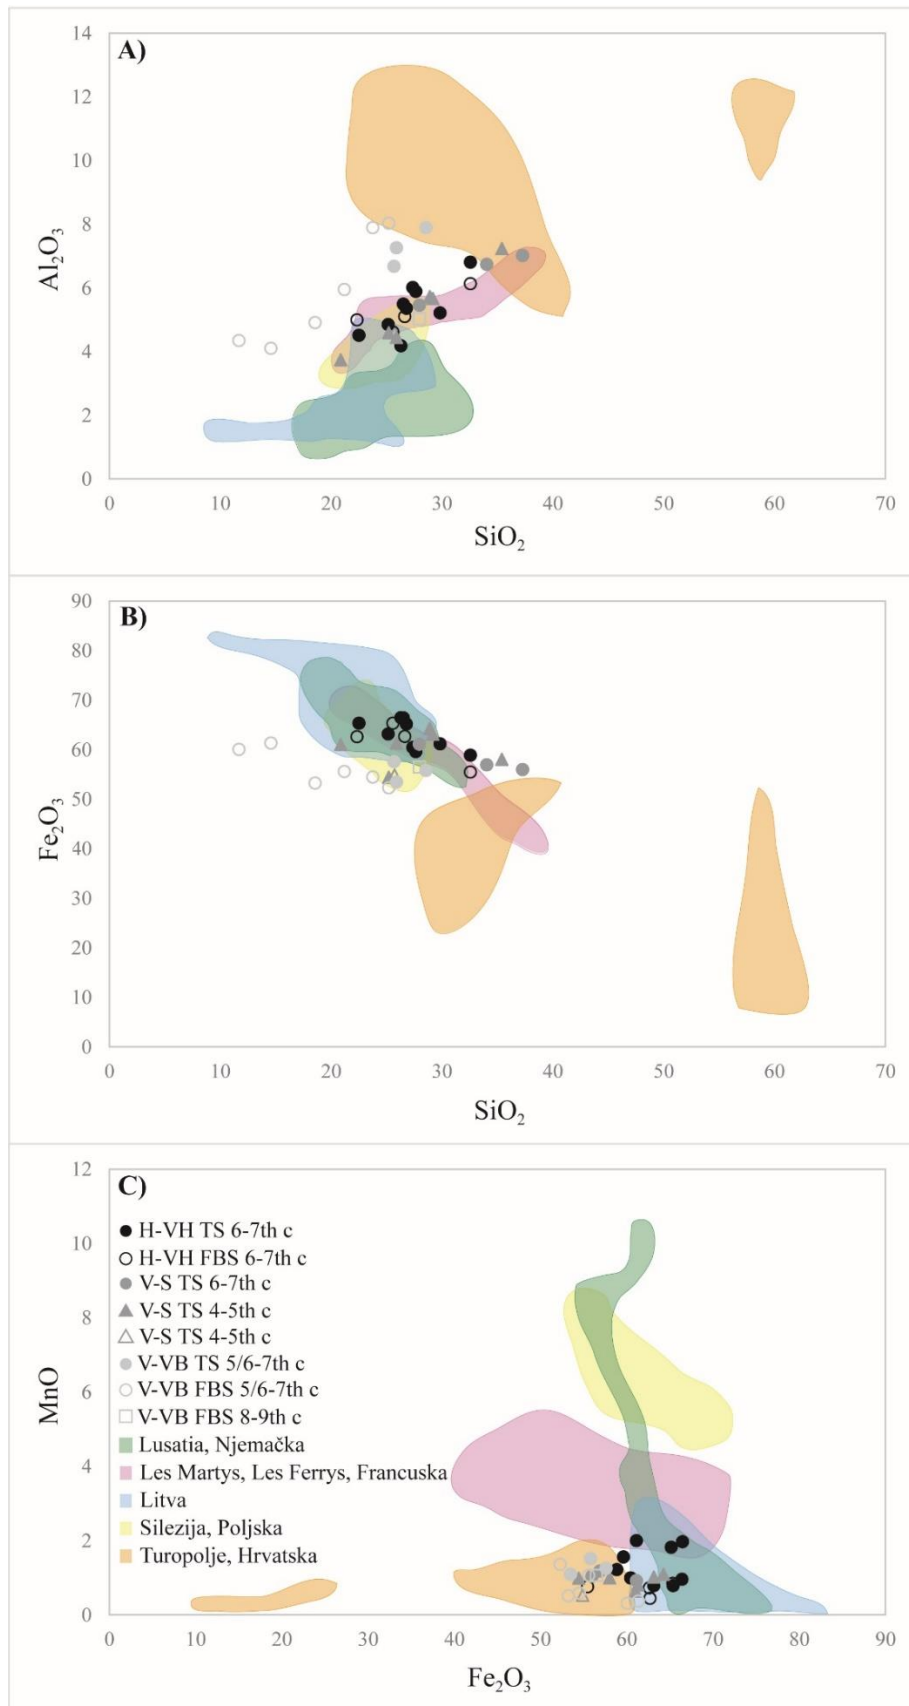 A)
14
12
10
8
6
4
2
0
Al₂O₃
0 10 20 30 40 50 60 70
SiO₂
B)
90
80
70
60
50
40
30
20
10
0
Fe₂O₃
0 10 20 30 40 50 60 70
SiO₂
C)
12
10
8
6
4
2
0
MnO
H-VH TS 6-7th c
H-VH FBS 6-7th c
V-S TS 6-7th c
V-S TS 4-5th c
V-S TS 4-5th c
V-VB TS 5/6-7th c
V-VB FBS 5/6-7th c
V-VB FBS 8-9th c
Lusatia, Njemačka
Les Martys, Les Ferrys, Francuska
Litva
Silezija, Poljska
Turopolje, Hrvatska
0 10 20 30 40 50 60 70 80 90
Fe₂O₃